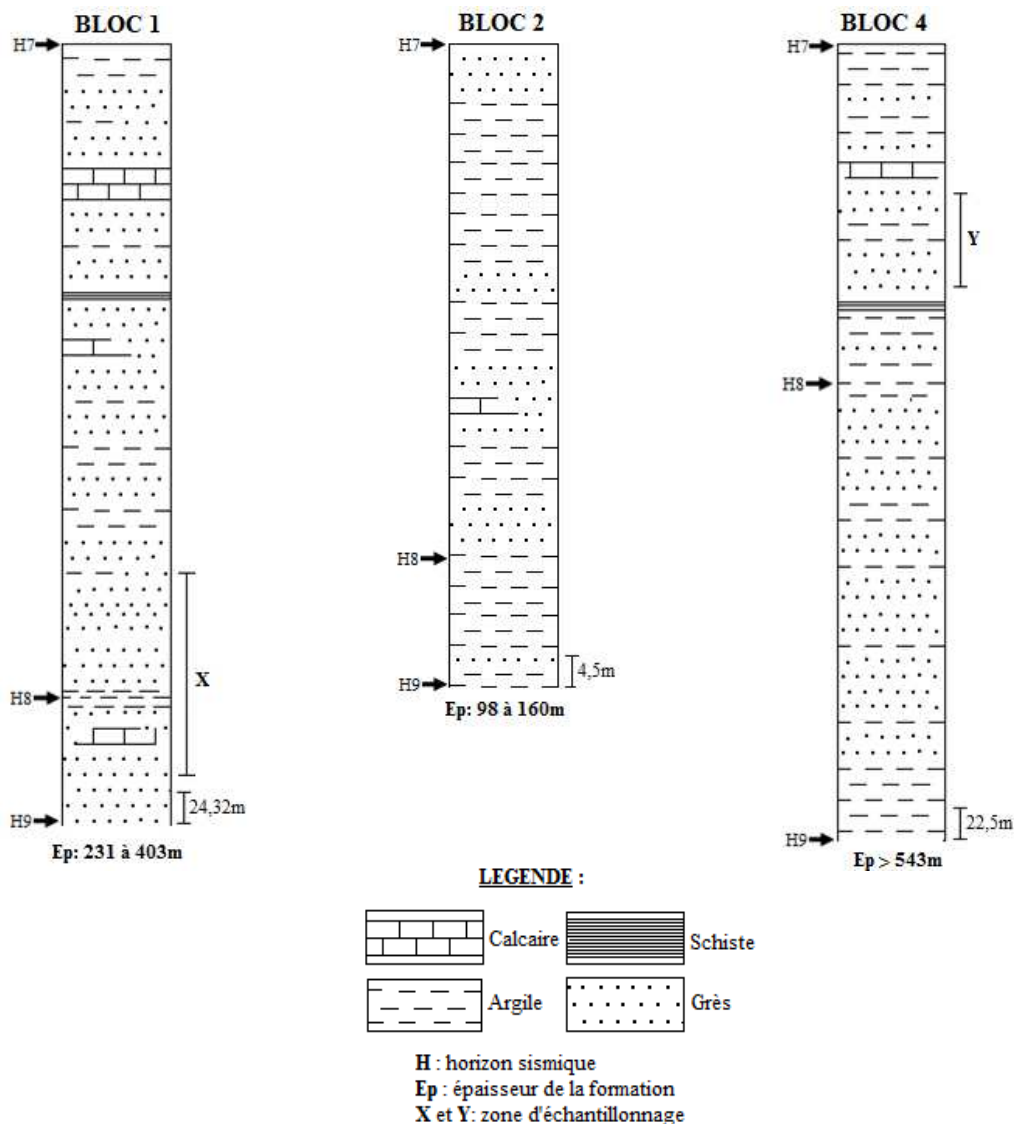 BLOC 1
BLOC 2
BLOC 4
H7
H7
H7
Y
H8
H8
X
H8
4,5m
H9
Ep: 98 à 160m
24,32m
22,5m
H9
H9
Ep: 231 à 403m
Ep > 543m
LEGENDE :
Calcaire
Schiste
Argile
Grès
H : horizon sismique
Ep : épaisseur de la formation
X et Y: zone d'échantillonnage